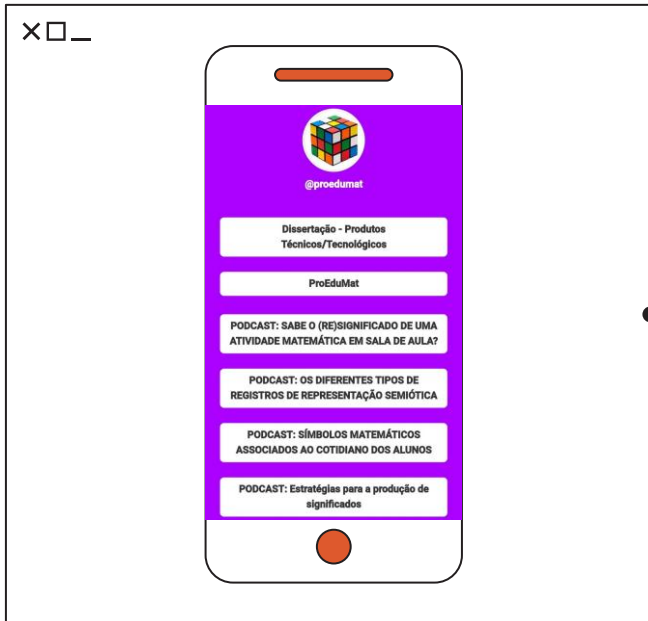 @proedumat
Dissertação - Produtos
Técnicos/Tecnológicos
ProEduMat
PODCAST: SABE O (RE)SIGNIFICADO DE UMA
ATIVIDADE MATEMÁTICA EM SALA DE AULA?
PODCAST: OS DIFERENTES TIPOS DE
REGISTROS DE REPRESENTAÇÃO SEMIÓTICA
PODCAST: SÍMBOLOS MATEMÁTICOS
ASSOCIADOS AO COTIDIANO DOS ALUNOS
PODCAST: Estratégias para a produção de
significados